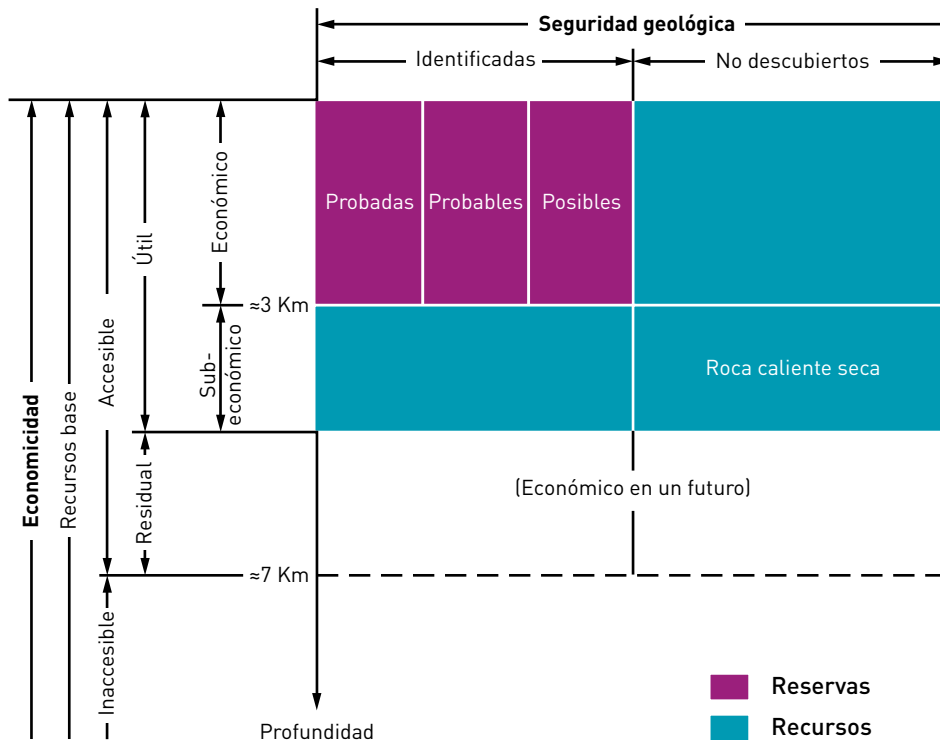 Seguridad geológica
Identificadas
No descubiertos
Económico
Probadas
Probables
Posibles
Útil
≈3 Km
Accesible
Sub-
económico
Roca caliente seca
Economicidad
Recursos base
Residual
(Económico en un futuro)
≈7 Km
Inaccesible
Reservas
Recursos
Profundidad